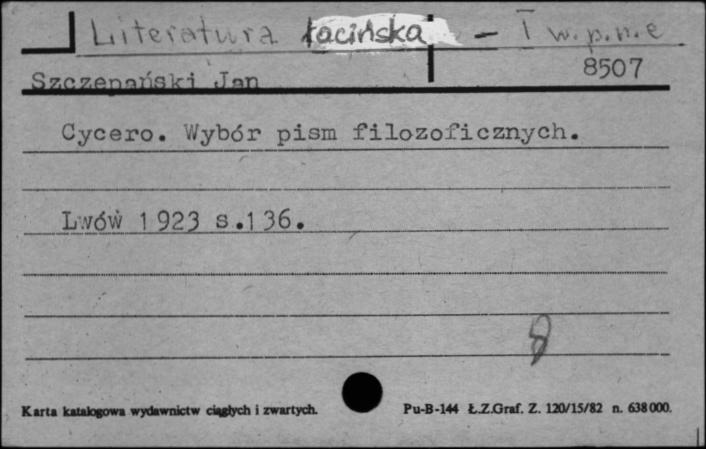 Literatura łacińska - I w.p.n.e
Szczepański Jan 8507
Cycero. Wybór pism filozoficznych.
Lwów 1923 s.136.
Karta katalogowa wydawnictw ciągłych i zwartych. Pu-B-144 Ł.Z.Graf. Z. 120/15/82 n. 638 000.